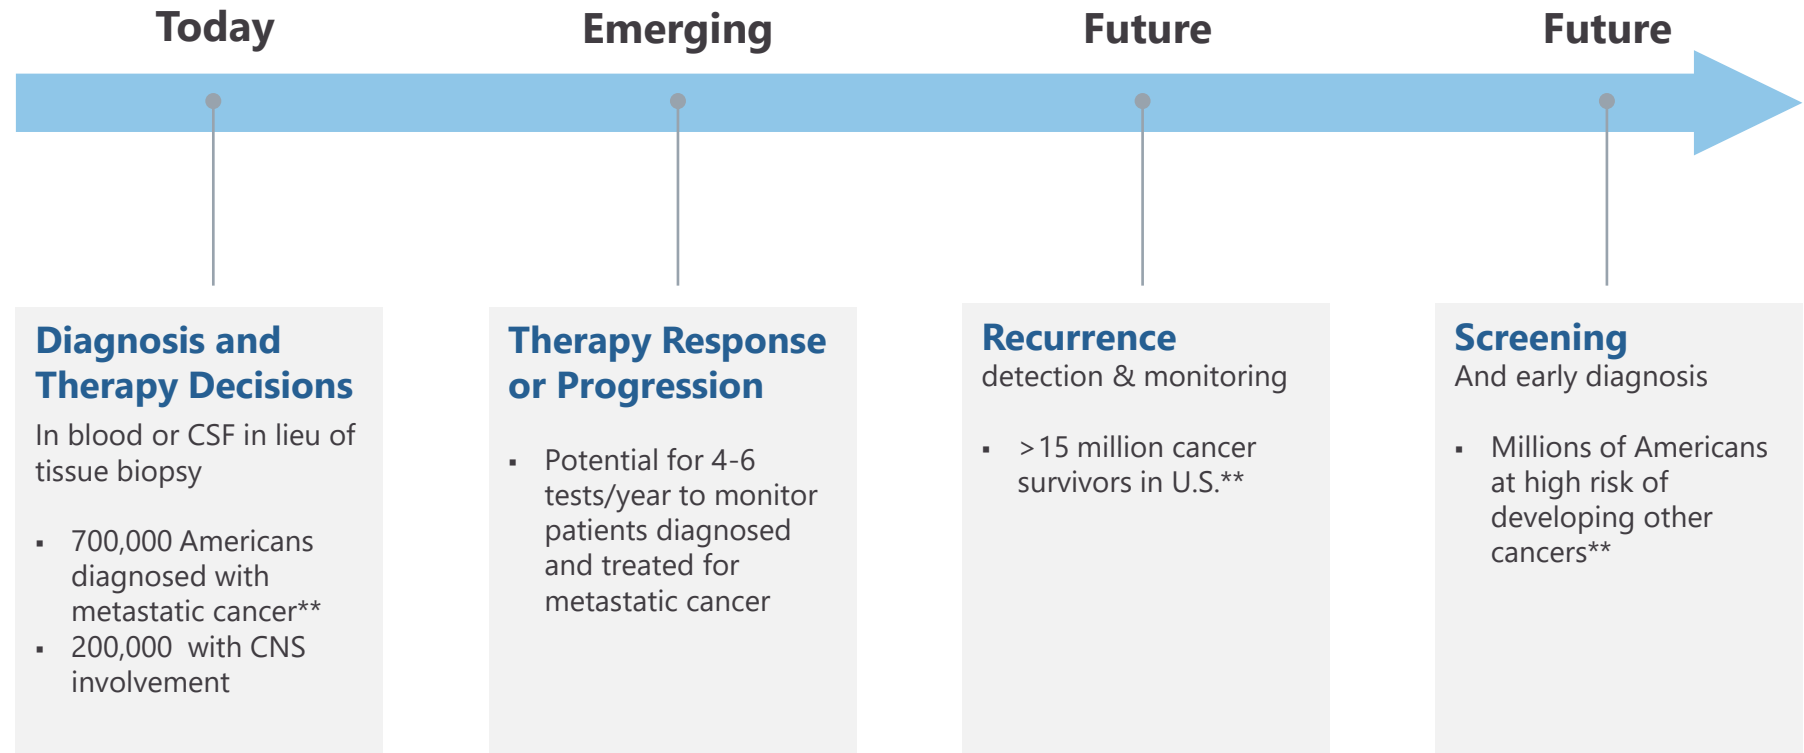 Today
Emerging
Future
Future
Diagnosis and
Therapy Decisions
In blood or CSF in lieu of
tissue biopsy
▪ 700,000 Americans
diagnosed with
metastatic cancer**
▪ 200,000 with CNS
involvement
Therapy Response
or Progression
▪ Potential for 4-6
tests/year to monitor
patients diagnosed
and treated for
metastatic cancer
Recurrence
detection & monitoring
▪ >15 million cancer
survivors in U.S.**
Screening
And early diagnosis
▪ Millions of Americans
at high risk of
developing other
cancers**